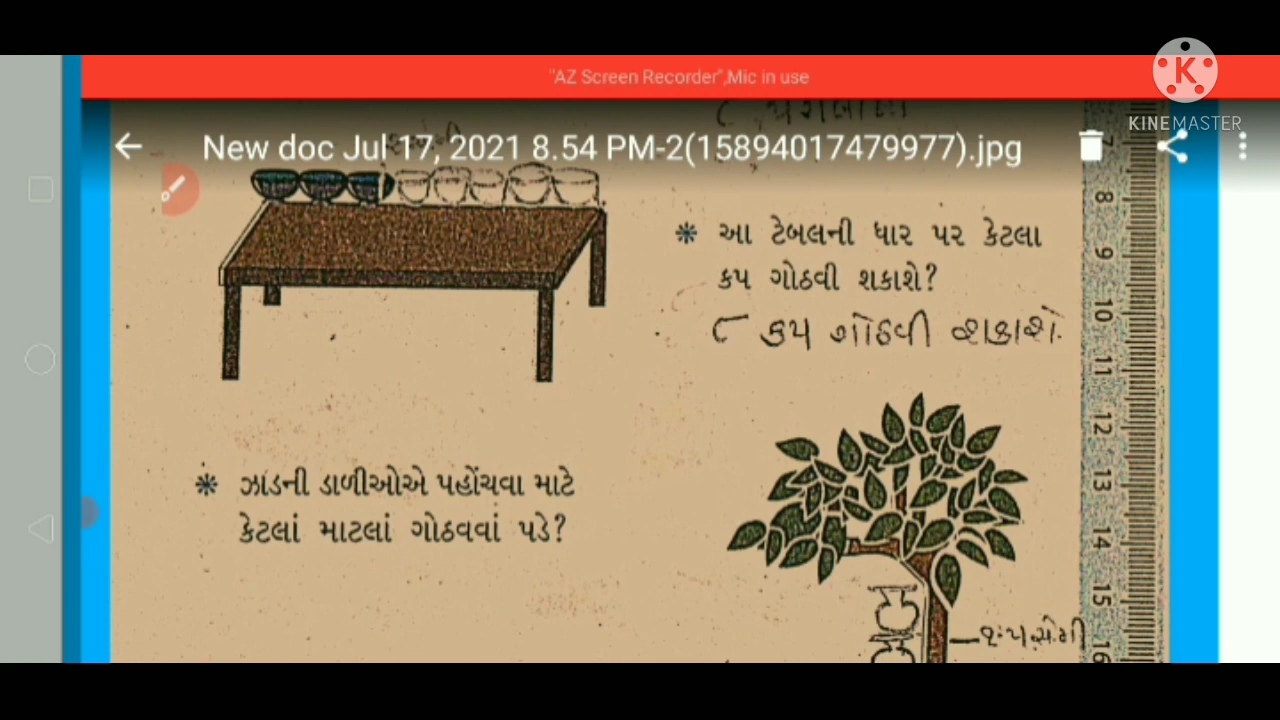 "AZ Screen Recorder",Mic in use
KINEMASTER
New doc Jul 17, 2021 8.54 PM-2(15894017479977).jpg
આ ટેબલની ધાર પર કેટલા
કપ ગોઠવી શકાશે?
૮ કપ ગોઠવી શકાશે.
ઝાડની ડાળીઓએ પહોંચવા માટે
કેટલાં માટલાં ગોઠવવાં પડે?
8
9
10
11
12
13
14
15
16